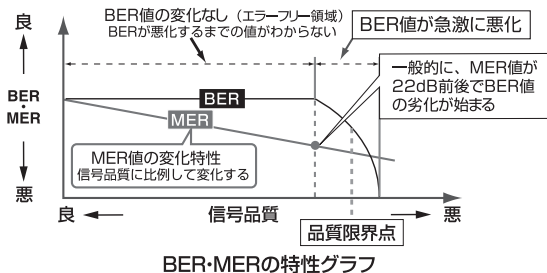 BER値の変化なし（エラーフリー領域）
BERが悪化するまでの値がわからない
BER値が急激に悪化
良
BER
・
MER
悪
BER
MER
MER値の変化特性
信号品質に比例して変化する
一般的に、MER値が
22dB前後でBER値
の劣化が始まる
良
信号品質
悪
品質限界点
BER・MERの特性グラフ